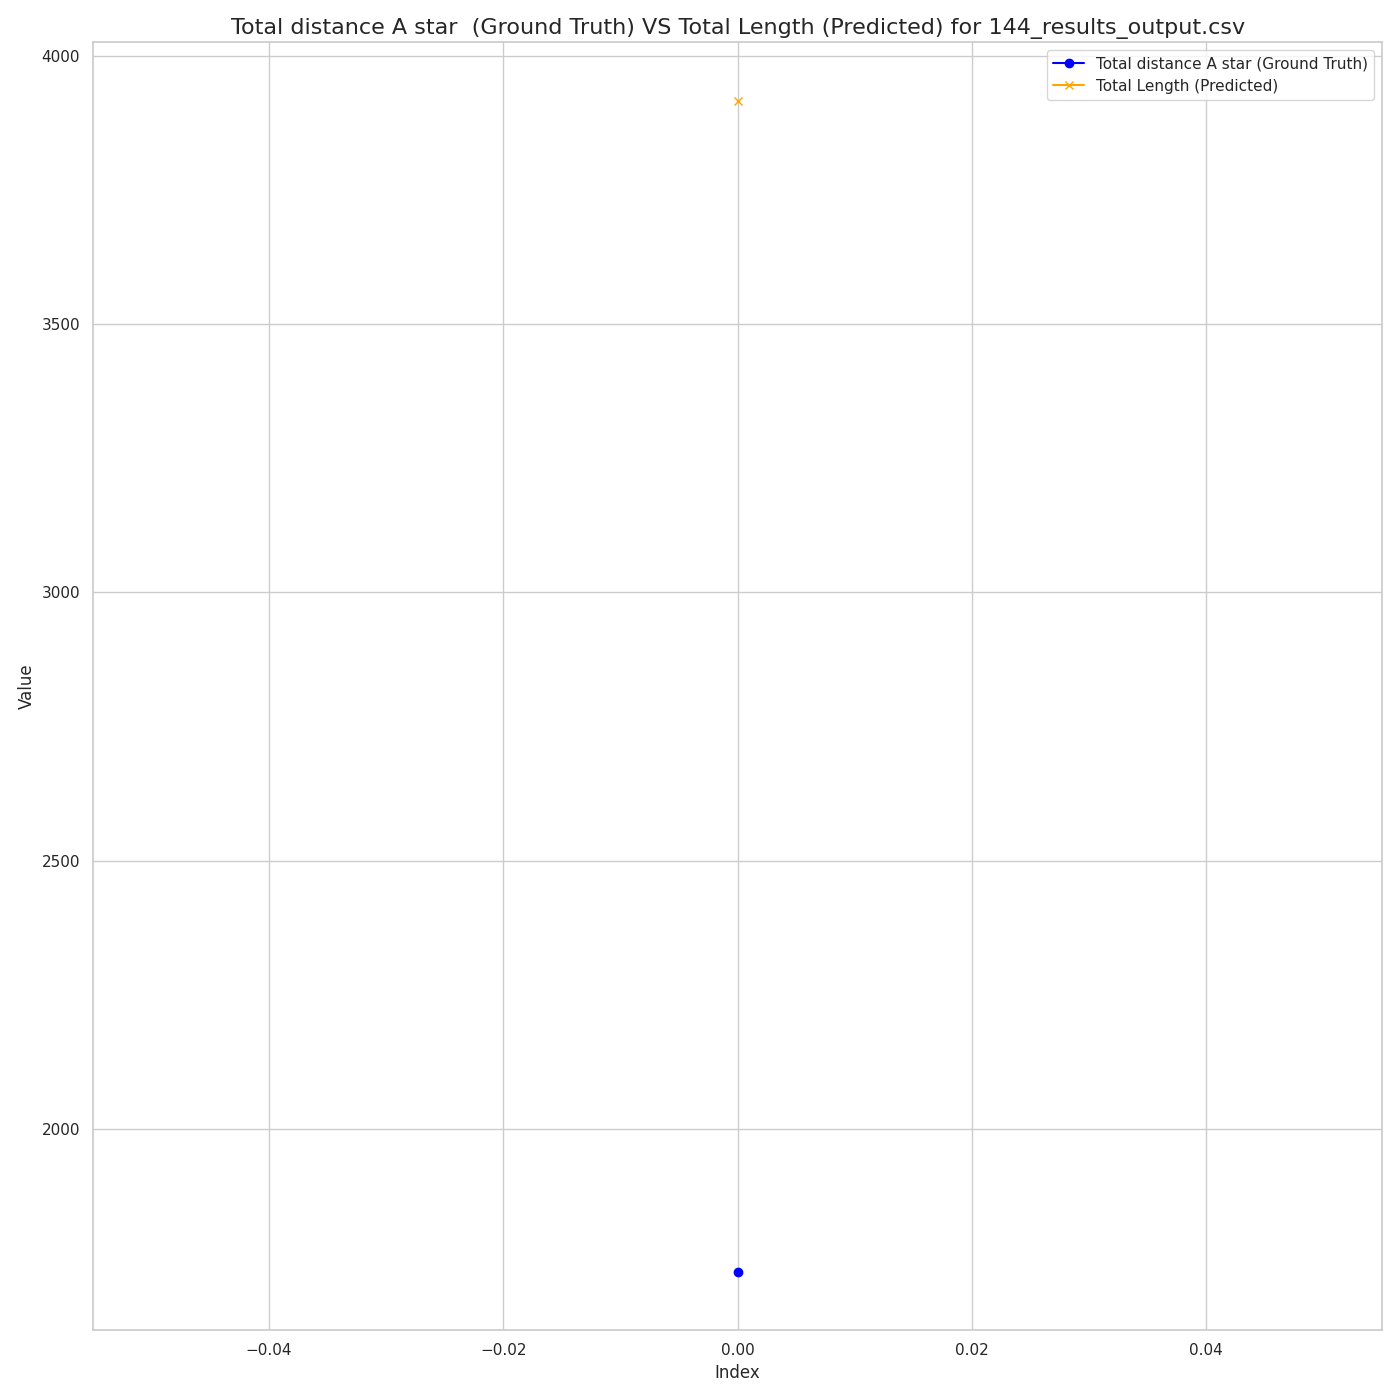 Total distance A star  (Ground Truth) VS Total Length (Predicted) for 144_results_output.csv
Total distance A star (Ground Truth)
Total Length (Predicted)
4000
3500
3000
2500
2000
Value
−0.04
−0.02
0.00
0.02
0.04
Index